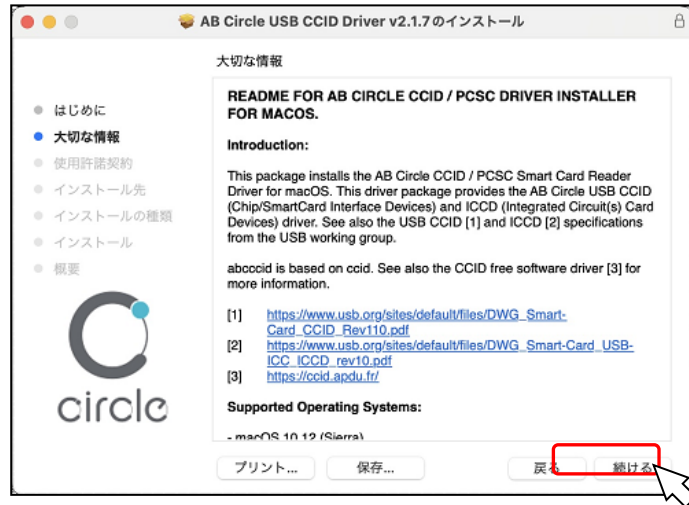 AB Circle USB CCID Driver v2.1.7のインストール
大切な情報
はじめに
大切な情報
使用許諾契約
インストール先
インストールの種類
インストール
概要
circle
README FOR AB CIRCLE CCID / PCSC DRIVER INSTALLER
FOR MACOS.
Introduction:
This package installs the AB Circle CCID / PCSC Smart Card Reader
Driver for macOS. This driver package provides the AB Circle USB CCID
(Chip/SmartCard Interface Devices) and ICCD (Integrated Circuit(s) Card
Devices) driver. See also the USB CCID [1] and ICCD [2] specifications
from the USB working group.
abcccid is based on ccid. See also the CCID free software driver [3] for
more information.
[1] https://www.usb.org/sites/default/files/DWG_Smart-
Card_CCID_Rev110.pdf
[2] https://www.usb.org/sites/default/files/DWG_Smart-Card_USB-
ICC_ICCD_rev10.pdf
[3] https://ccid.apdu.fr/
Supported Operating Systems:
- macOS 10.12 (Sierra)
プリント... 保存... 戻る 続ける